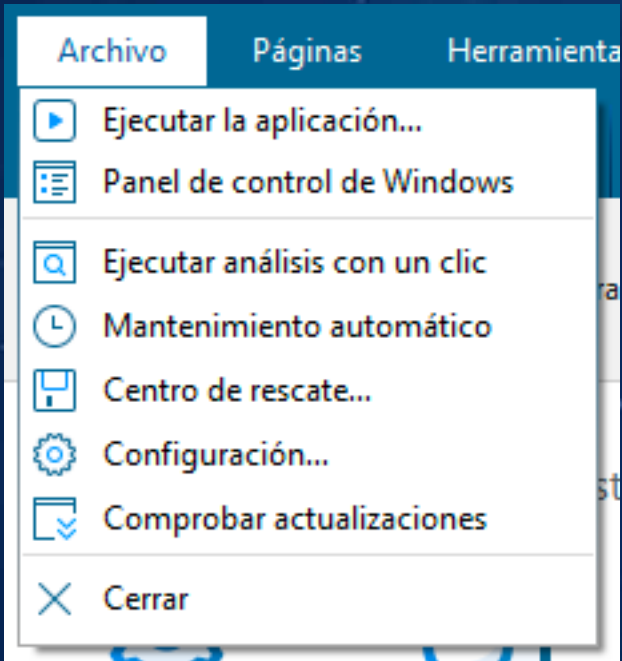 Archivo Páginas Herramienta
Ejecutar la aplicación...
Panel de control de Windows
Ejecutar análisis con un clic
Mantenimiento automático
Centro de rescate...
Configuración...
Comprobar actualizaciones
Cerrar